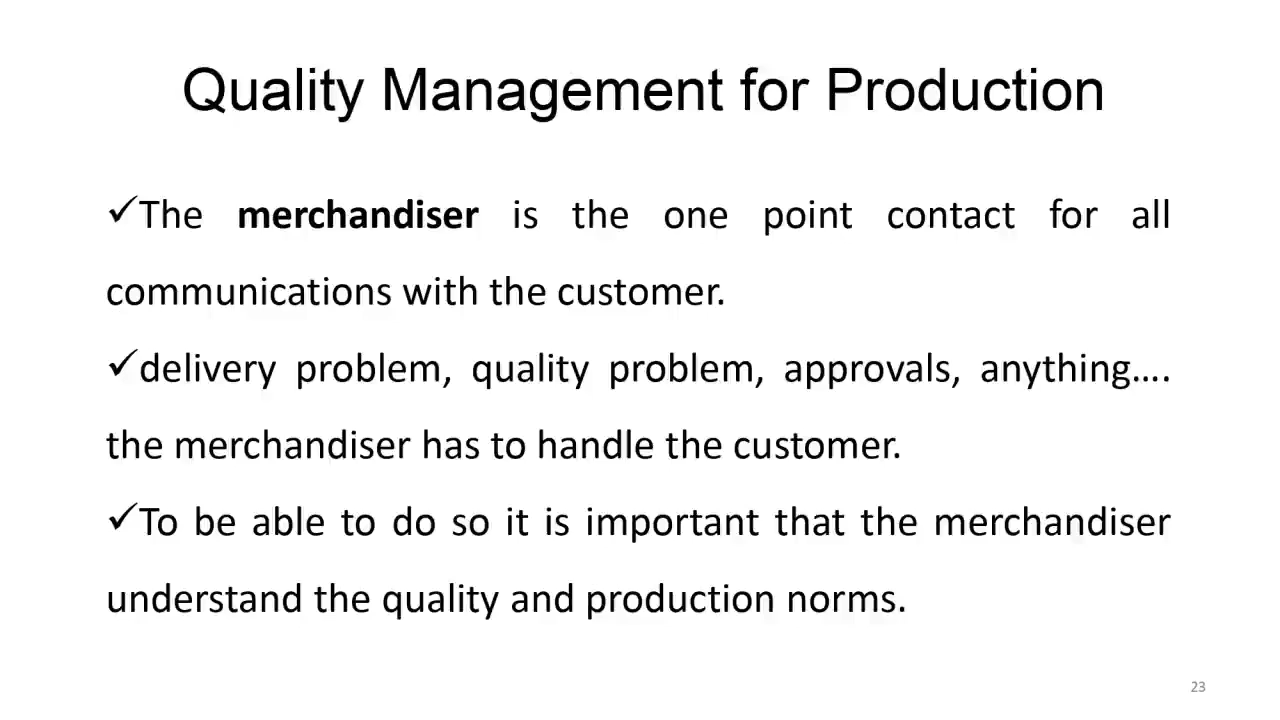 Quality Management for Production
✓The merchandiser is the one point contact for all
communications with the customer.
✓delivery problem, quality problem, approvals, anything….
the merchandiser has to handle the customer.
✓To be able to do so it is important that the merchandiser
understand the quality and production norms.
23